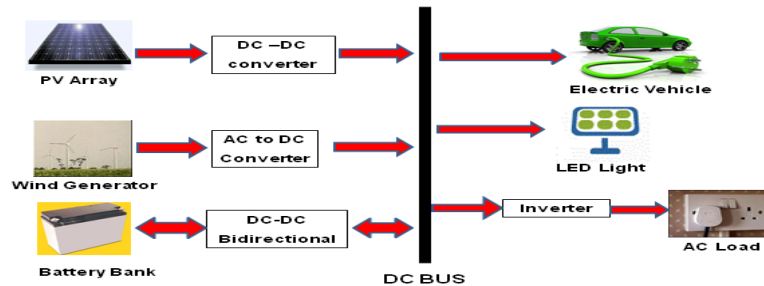 PV Array
DC –DC
converter
Electric Vehicle
Wind Generator
AC to DC
Converter
LED Light
Battery Bank
DC-DC
Bidirectional
Inverter
AC Load
DC BUS